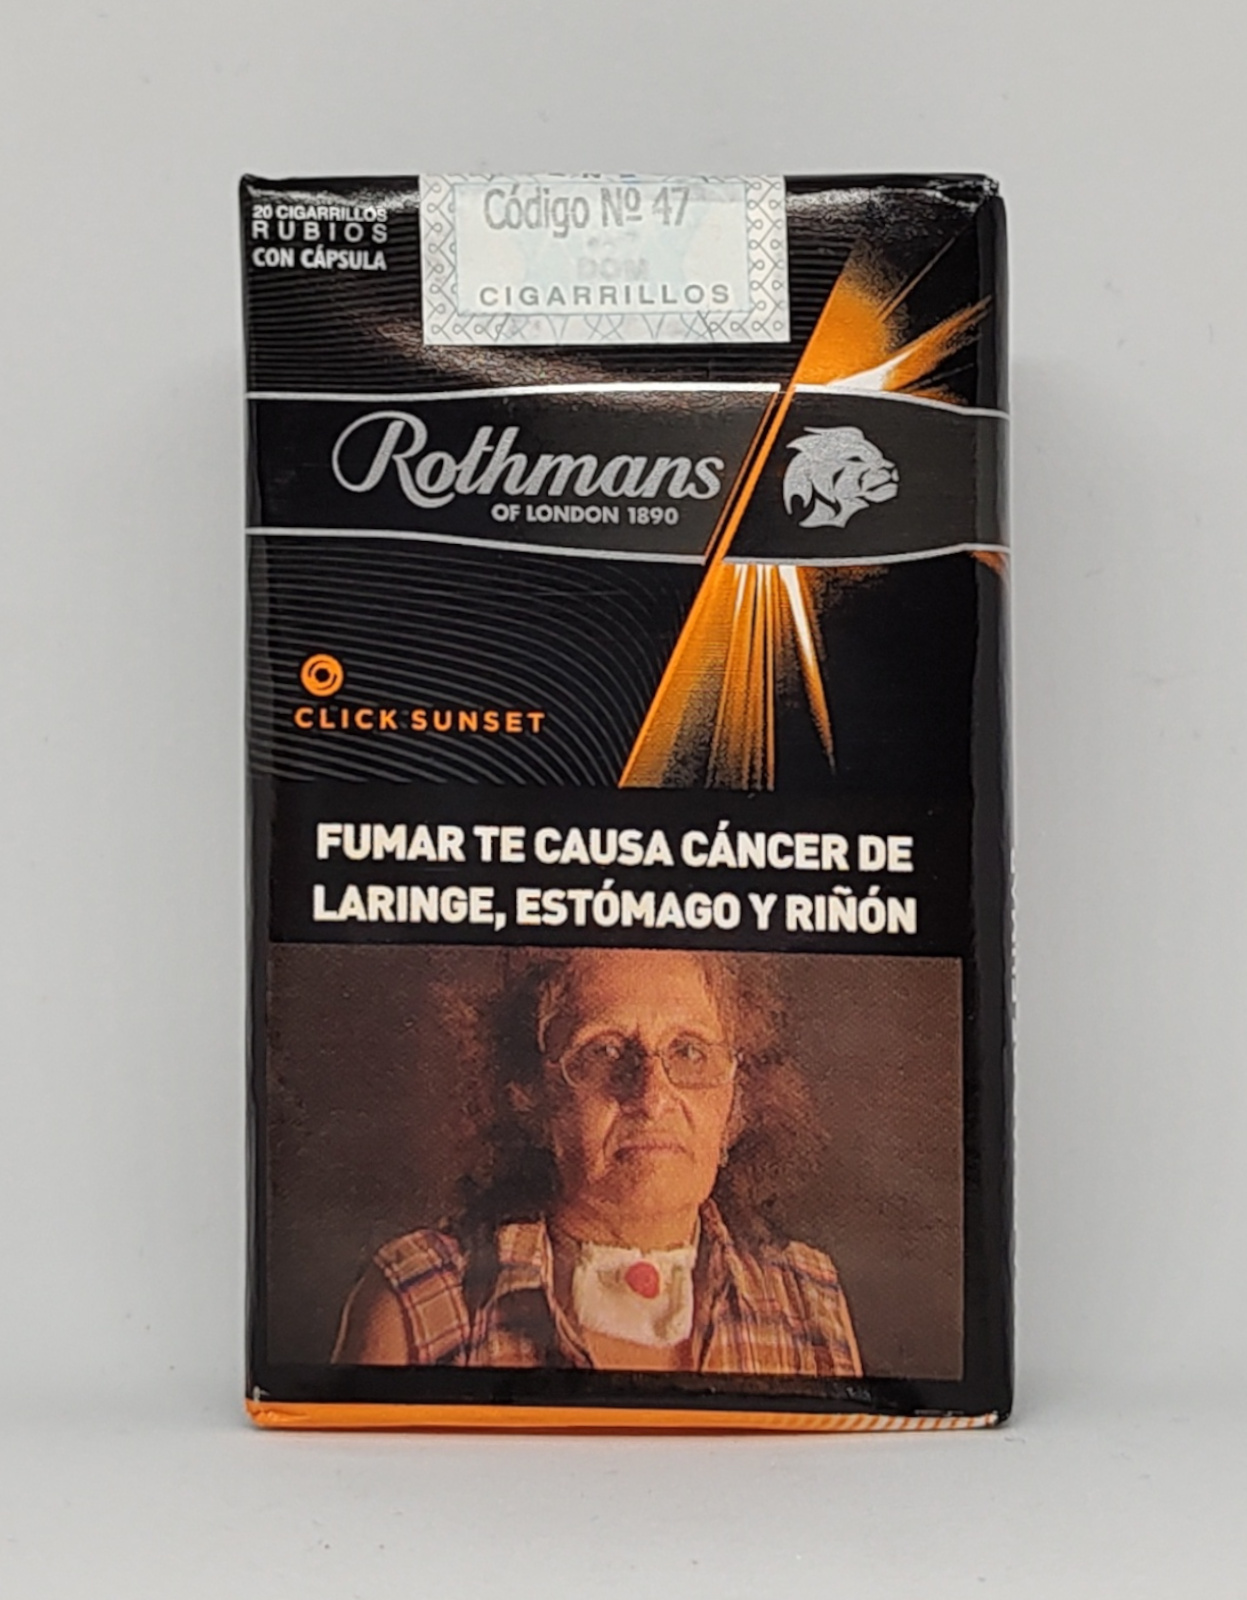 Código Nº 47
DOM
CIGARRILLOS
20 CIGARRILLOS
RUBIOS
CON CÁPSULA
Rothmans
OF LONDON 1890
CLICK SUNSET
FUMAR TE CAUSA CÁNCER DE
LARINGE, ESTÓMAGO Y RIÑÓN